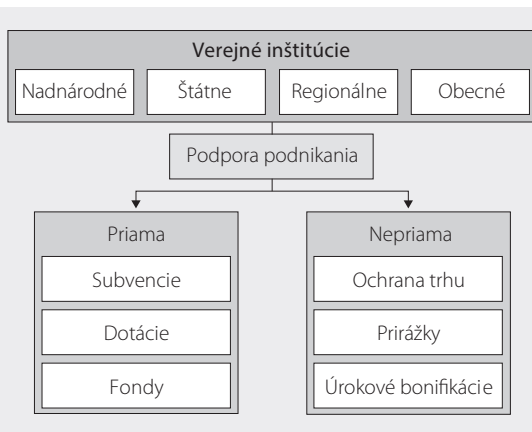 Verejné inštitúcie
Nadnárodné
Štátne
Regionálne
Obecné
Podpora podnikania
Priama
Subvencie
Dotácie
Fondy
Nepriama
Ochrana trhu
Prirážky
Úrokové bonifikácie